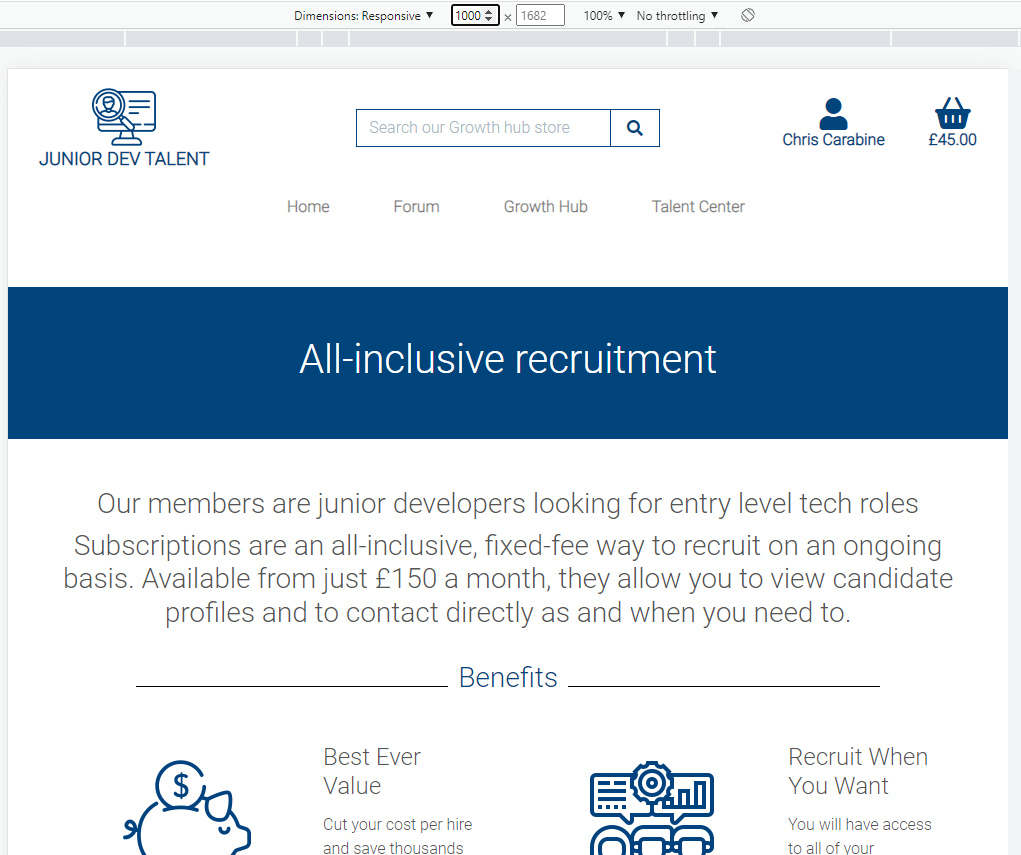 Dimensions: Responsive ▼ 1000 × 1682 100% ▼ No throttling ▼
JUNIOR DEV TALENT
Search our Growth hub store
Chris Carabine
£45.00
Home Forum Growth Hub Talent Center
All-inclusive recruitment
Our members are junior developers looking for entry level tech roles
Subscriptions are an all-inclusive, fixed-fee way to recruit on an ongoing
basis. Available from just £150 a month, they allow you to view candidate
profiles and to contact directly as and when you need to.
Benefits
$
Best Ever
Value
Cut your cost per hire
and save thousands
Recruit When
You Want
You will have access
to all of your